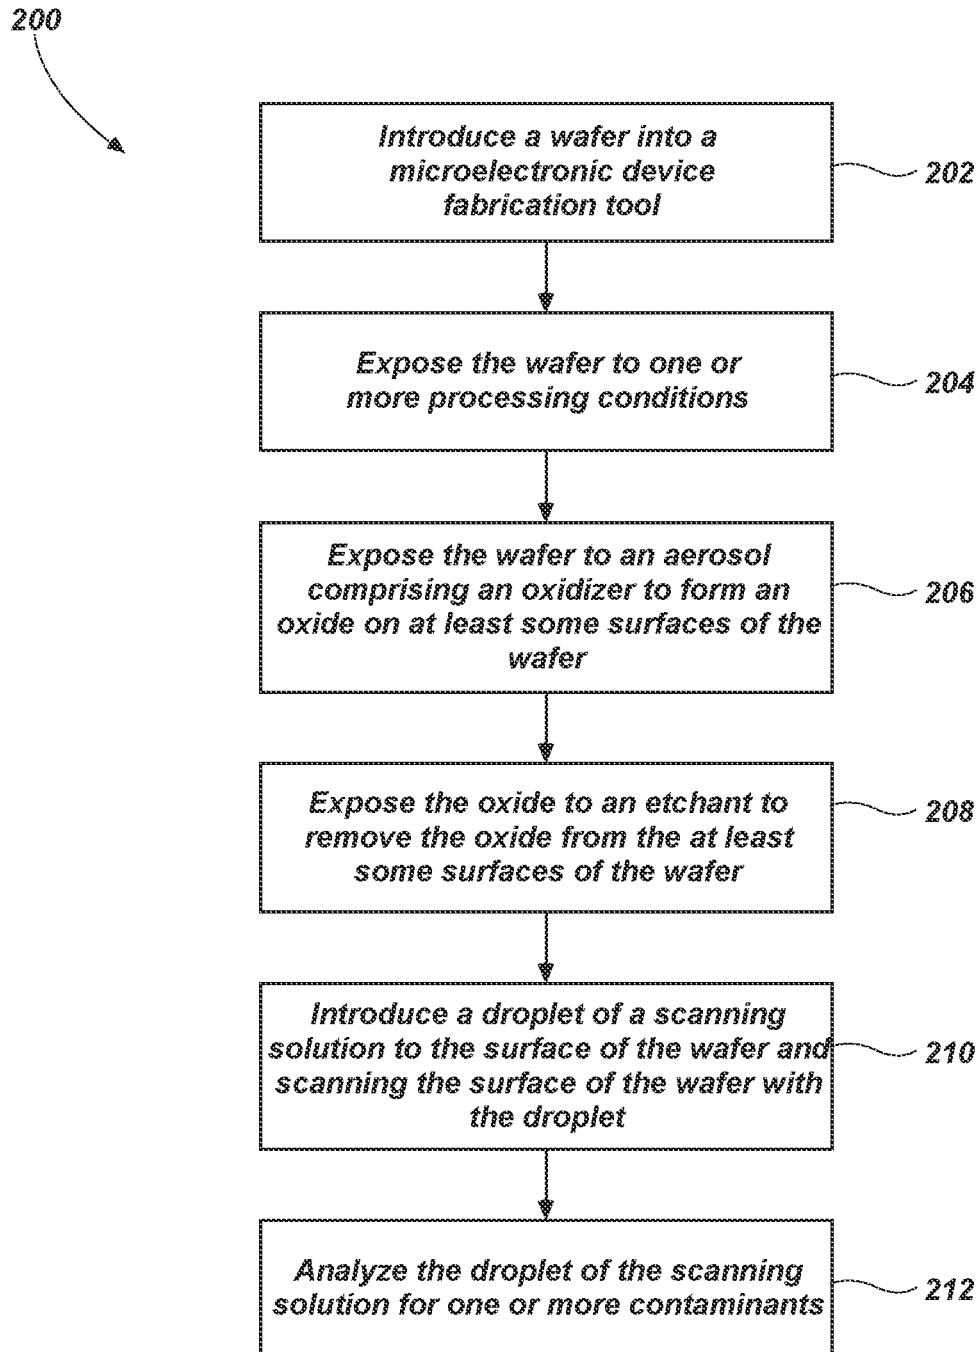 200
Introduce a wafer into a
microelectronic device
fabrication tool
202
Expose the wafer to one or
more processing conditions
204
Expose the wafer to an aerosol
comprising an oxidizer to form an
oxide on at least some surfaces of the
wafer
206
Expose the oxide to an etchant to
remove the oxide from the at least
some surfaces of the wafer
208
Introduce a droplet of a scanning
solution to the surface of the wafer and
scanning the surface of the wafer with
the droplet
210
Analyze the droplet of the scanning
solution for one or more contaminants
212